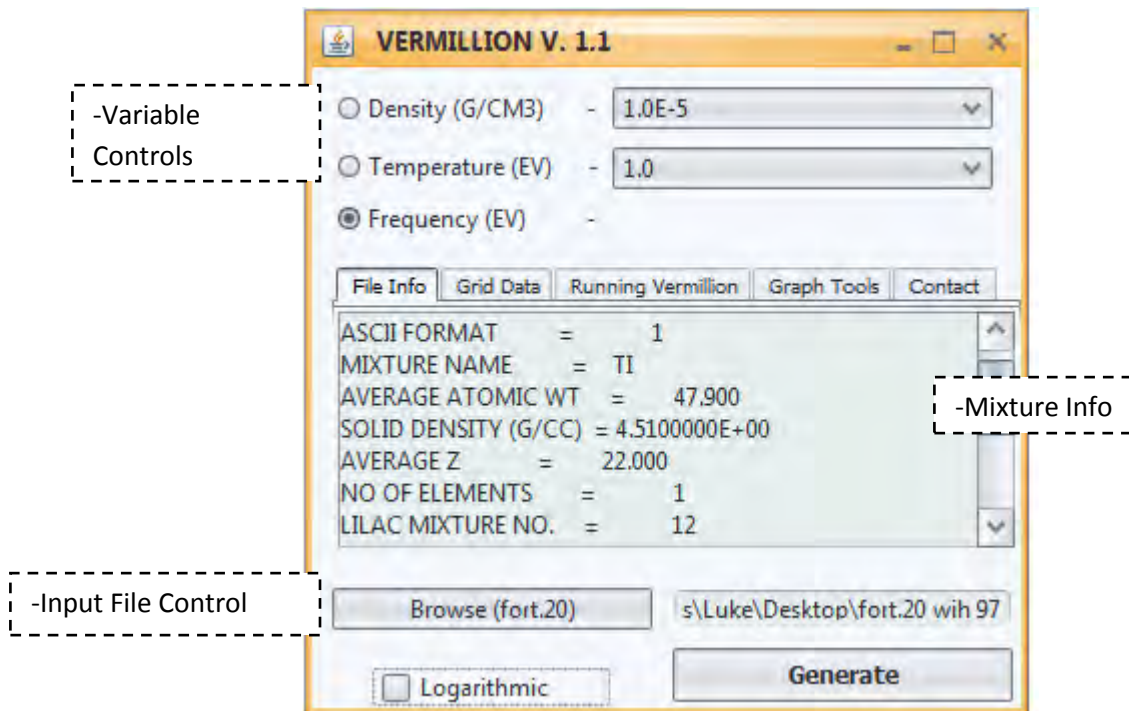 VERMILLION V. 1.1
-Variable
Controls
Density (G/CM3) - 1.0E-5
Temperature (EV) - 1.0
Frequency (EV) -
File Info Grid Data Running Vermillion Graph Tools Contact
ASCII FORMAT = 1
MIXTURE NAME = TI
AVERAGE ATOMIC WT = 47.900
SOLID DENSITY (G/CC) = 4.5100000E+00
AVERAGE Z = 22.000
NO OF ELEMENTS = 1
LILAC MIXTURE NO. = 12
-Mixture Info
-Input File Control
Browse (fort.20) s\Luke\Desktop\fort.20 wih 97
Logarithmic Generate